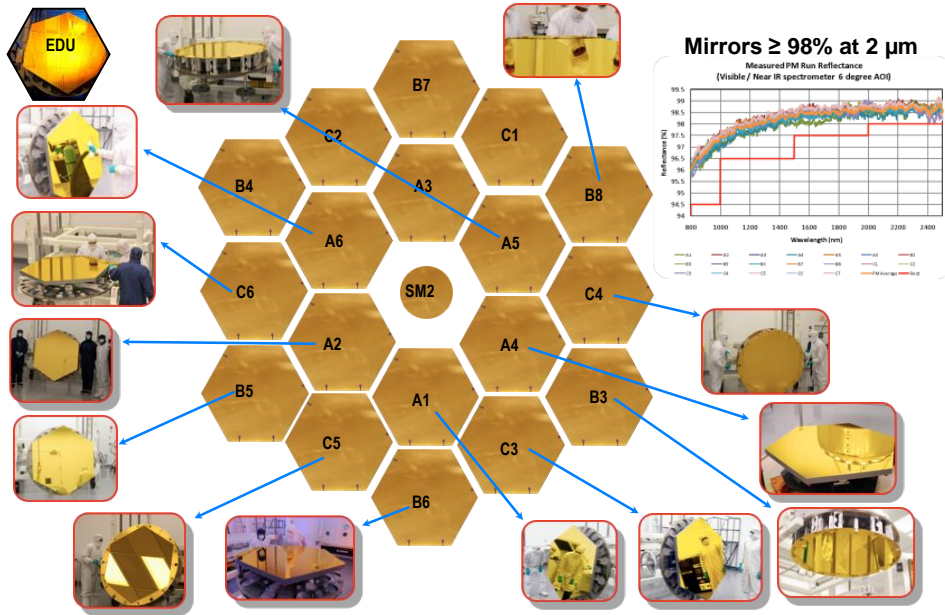 EDU
Mirrors ≥ 98% at 2 µm
Measured PM Run Reflectance
(Visible / Near IR spectrometer 6 degree AOI)
Reflectance (%)
99.5
99
98.5
98
97.5
97
96.5
96
95.5
95
94.5
94
800 1000 1200 1400 1600 1800 2000 2200 2400
Wavelength (nm)
PM Average
B7
C2
C1
B4
A3
B8
A6
A5
C6
SM2
C4
A2
A4
B5
A1
B3
C5
C3
B6